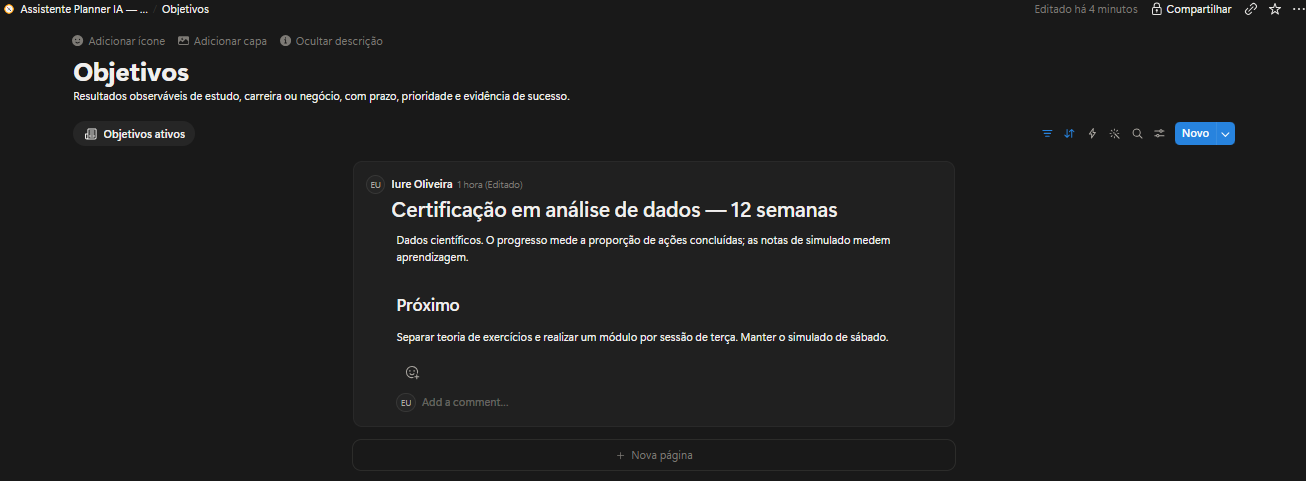 Assistente Planner IA — ... / Objetivos
Editado há 4 minutos
Compartilhar
Adicionar ícone
Adicionar capa
Ocultar descrição
Objetivos
Resultados observáveis de estudo, carreira ou negócio, com prazo, prioridade e evidência de sucesso.
Objetivos ativos
Novo
EU
Iure Oliveira 1 hora (Editado)
Certificação em análise de dados — 12 semanas
Dados científicos. O progresso mede a proporção de ações concluídas; as notas de simulado medem
aprendizagem.
Próximo
Separar teoria de exercícios e realizar um módulo por sessão de terça. Manter o simulado de sábado.
EU
Add a comment...
+ Nova página